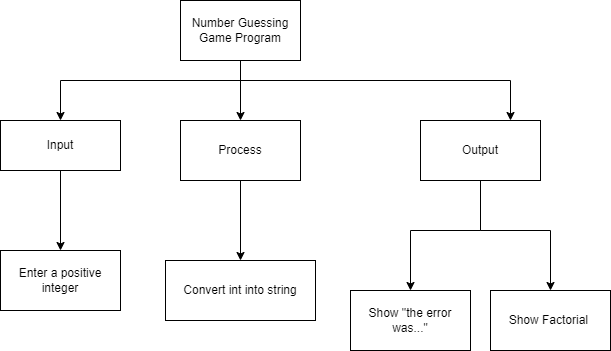 Number Guessing
Game Program
Input
Process
Output
Enter a positive
integer
Convert int into string
Show "the error
was..."
Show Factorial